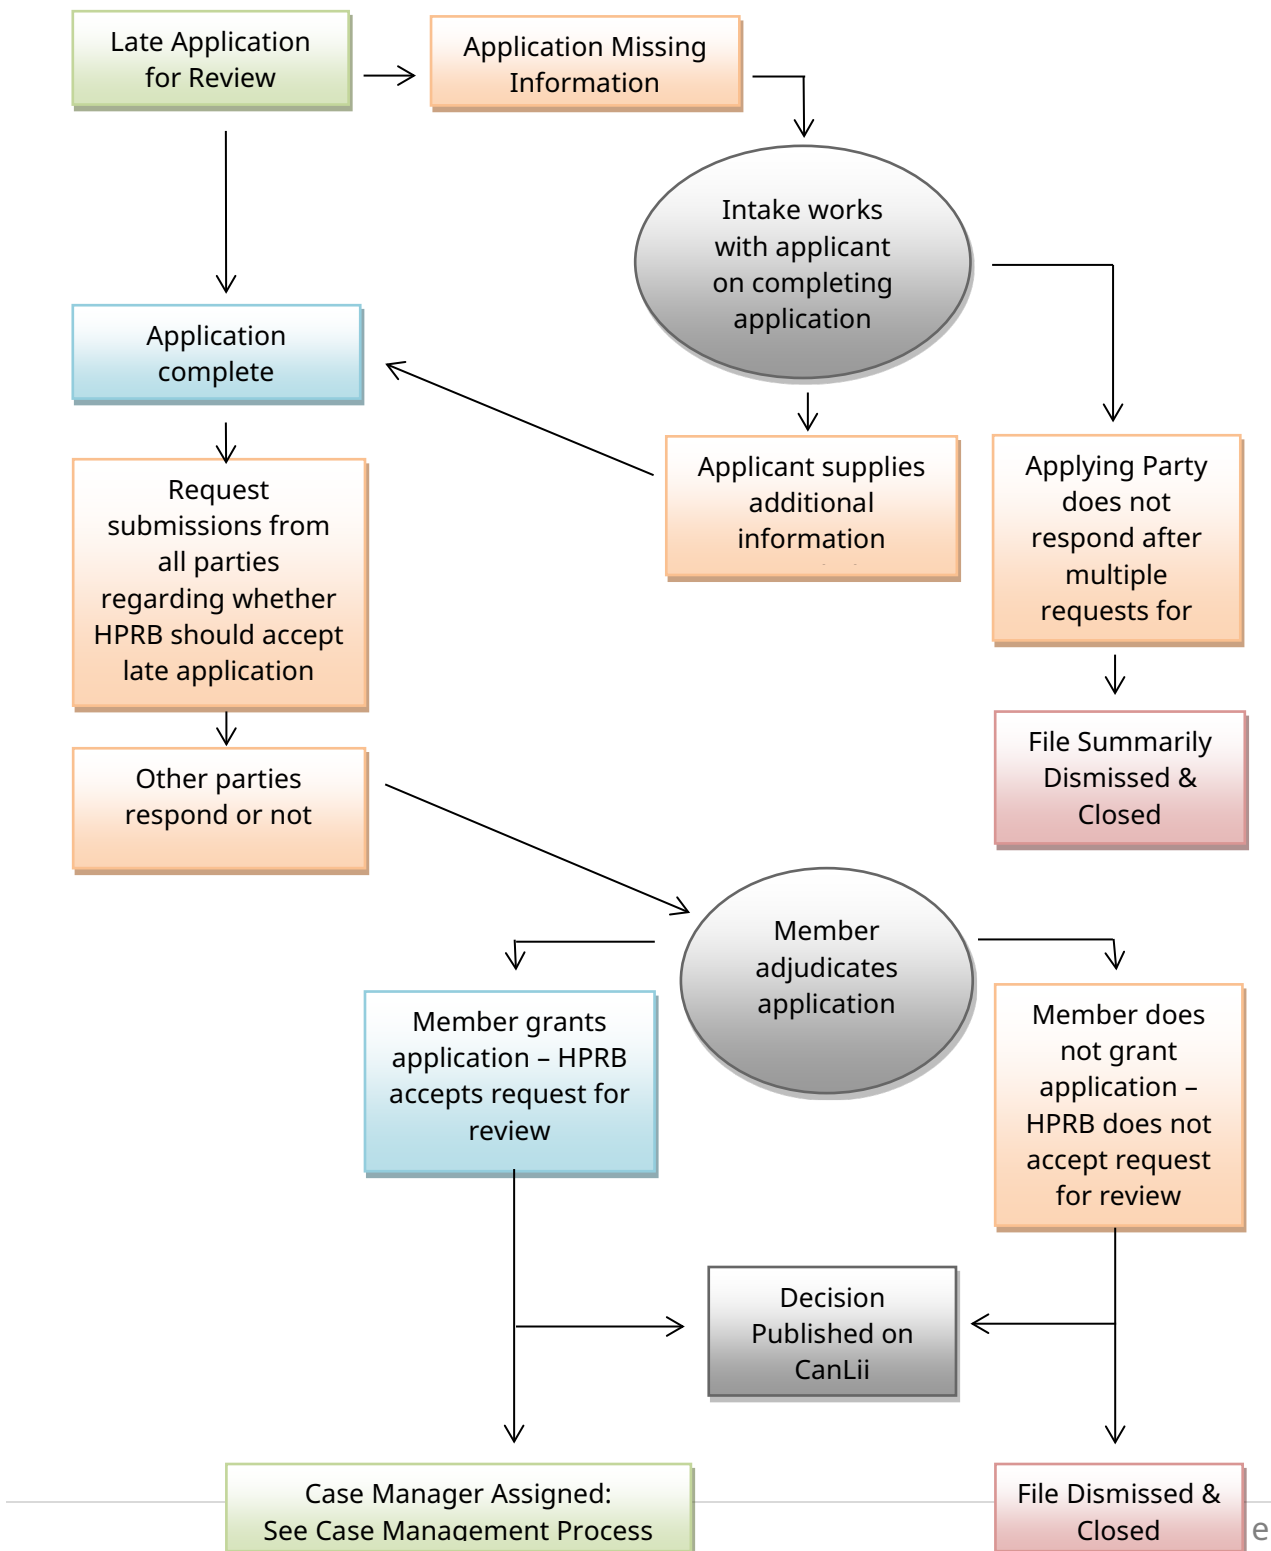 Late Application
for Review
Application Missing
Information
Intake works
with applicant
on completing
application
Application
complete
Applicant supplies
additional
information
Applying Party
does not
respond after
multiple
requests for
Request
submissions from
all parties
regarding whether
HPRB should accept
late application
File Summarily
Dismissed &
Closed
Other parties
respond or not
Member
adjudicates
application
Member grants
application – HPRB
accepts request for
review
Member does
not grant
application –
HPRB does not
accept request
for review
Decision
Published on
CanLii
Case Manager Assigned:
See Case Management Process
File Dismissed &
Closed
e